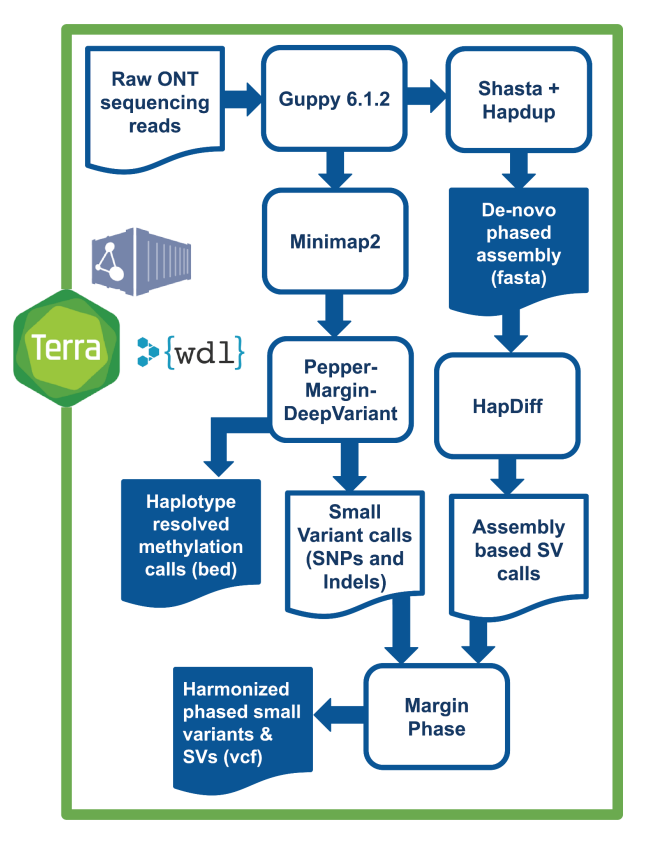 Raw ONT
sequencing
reads
Guppy 6.1.2
Shasta +
Hapdup
Minimap2
De-novo
phased
assembly
(fasta)
Terra
{wdl}
Pepper-
Margin-
DeepVariant
HapDiff
Haplotype
resolved
methylation
calls (bed)
Small
Variant calls
(SNPs and
Indels)
Assembly
based SV
calls
Harmonized
phased small
variants &
SVs (vcf)
Margin
Phase